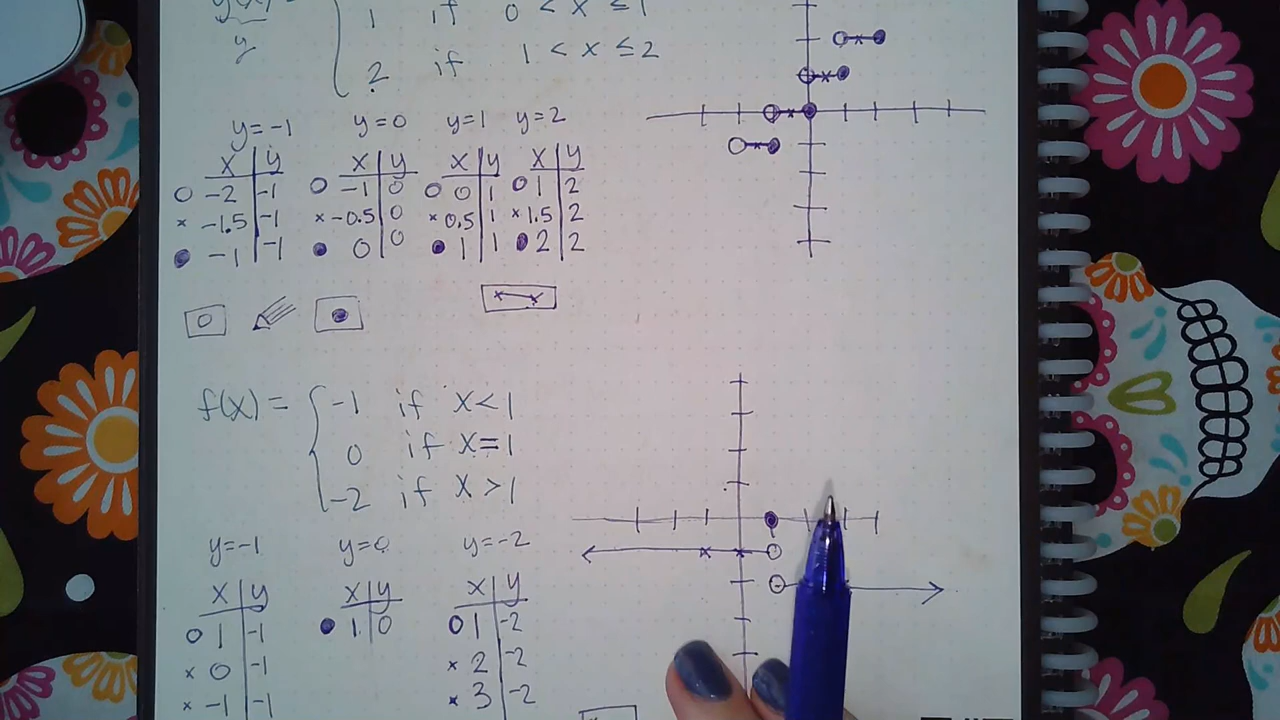 1 if 0 < x ≤ 1
y
2 if 1 < x ≤ 2
y=-1 y=0 y=1 y=2
x y x y x y x y
-2 -1 -1 0 0 1 1 2
-1.5 -1 -0.5 0 0.5 1 1.5 2
-1 -1 0 0 1 1 2 2
f(x) = { -1 if x<1
0 if x=1
-2 if x>1
y=-1 y=0 y=-2
x y x y x y
1 -1 1 0 1 -2
0 -1 2 -2
-1 -1 3 -2